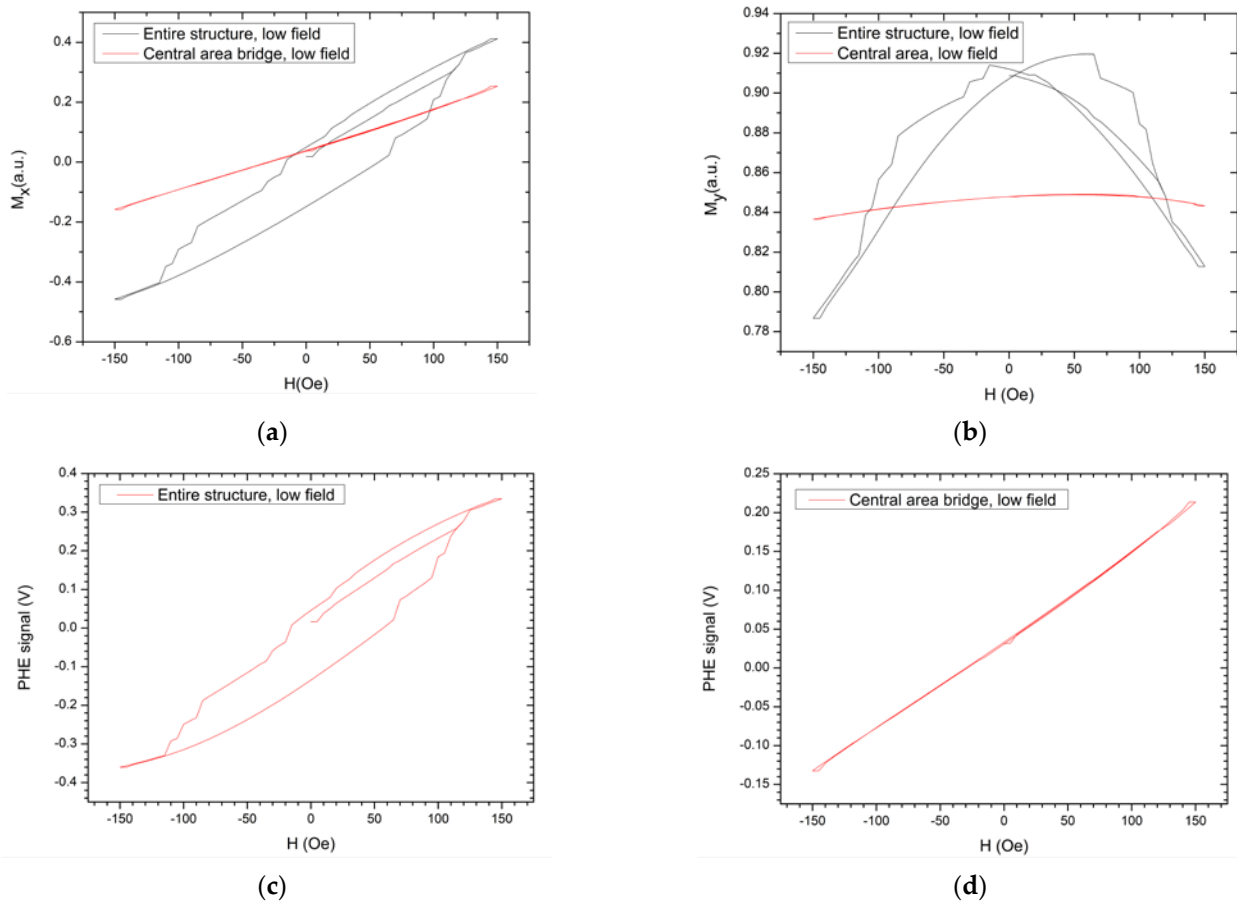 Entire structure, low field
Central area bridge, low field
0.4
0.2
0.0
-0.2
-0.4
-0.6
Mx(a.u.)
-150 -100 -50 0 50 100 150
H(Oe)
(a)
Entire structure, low field
Central area, low field
0.94
0.92
0.90
0.88
0.86
0.84
0.82
0.80
0.78
My(a.u.)
-150 -100 -50 0 50 100 150
H (Oe)
(b)
Entire structure, low field
0.4
0.3
0.2
0.1
0.0
-0.1
-0.2
-0.3
-0.4
PHE signal (V)
-150 -100 -50 0 50 100 150
H (Oe)
(c)
Central area bridge, low field
0.25
0.20
0.15
0.10
0.05
0.00
-0.05
-0.10
-0.15
PHE signal (V)
-150 -100 -50 0 50 100 150
H (Oe)
(d)